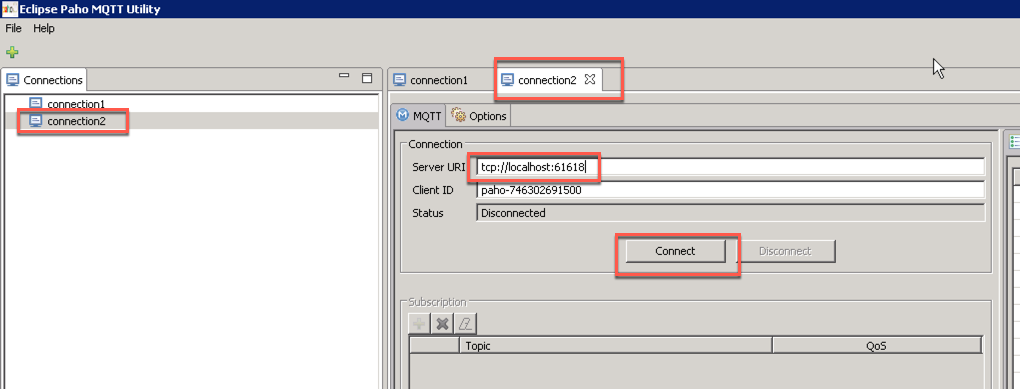 Eclipse Paho MQTT Utility
File Help
Connections
connection1
connection2
connection1 connection2
MQTT Options
Connection
Server URI tcp://localhost:61618
Client ID paho-746302691500
Status Disconnected
Connect Disconnect
Subscription
Topic QoS